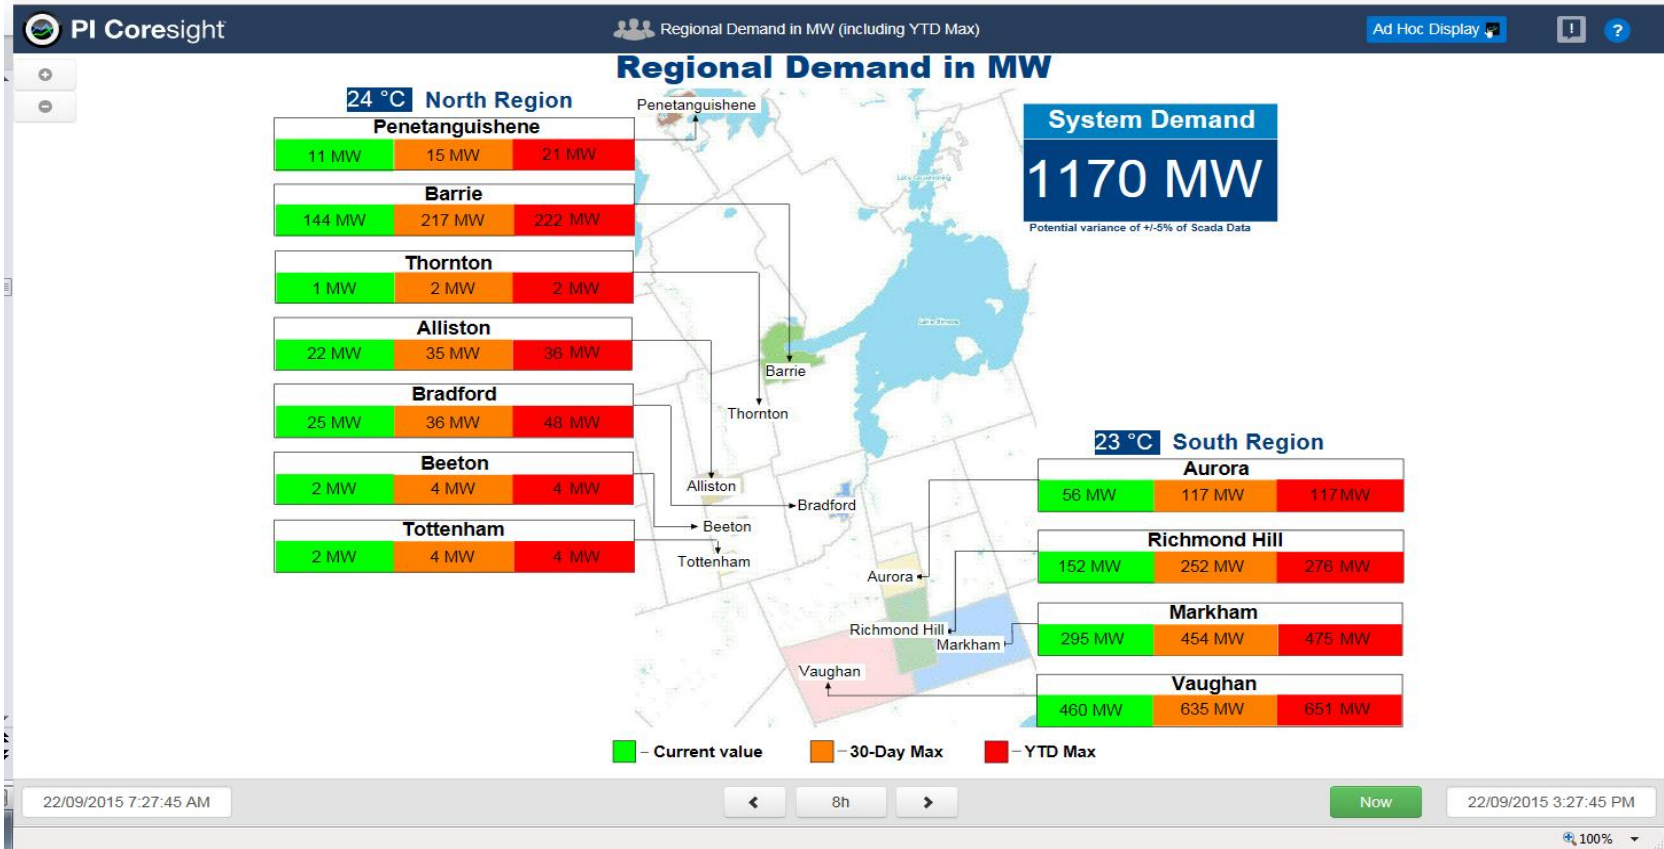 PI Coresight
Regional Demand in MW (including YTD Max)
Ad Hoc Display
Regional Demand in MW
24 °C North Region
Penetanguishene
11 MW 15 MW 21 MW
Barrie
144 MW 217 MW 222 MW
Thornton
1 MW 2 MW 2 MW
Alliston
22 MW 35 MW 36 MW
Bradford
25 MW 36 MW 48 MW
Beeton
2 MW 4 MW 4 MW
Tottenham
2 MW 4 MW 4 MW
Penetanguishene
Barrie
Thornton
Alliston
Bradford
Beeton
Tottenham
Aurora
Richmond Hill
Markham
Vaughan
System Demand
1170 MW
Potential variance of +/-5% of Scada Data
23 °C South Region
Aurora
56 MW 117 MW 117 MW
Richmond Hill
152 MW 252 MW 276 MW
Markham
295 MW 454 MW 475 MW
Vaughan
460 MW 635 MW 651 MW
– Current value – 30-Day Max – YTD Max
22/09/2015 7:27:45 AM 8h Now 22/09/2015 3:27:45 PM
100%